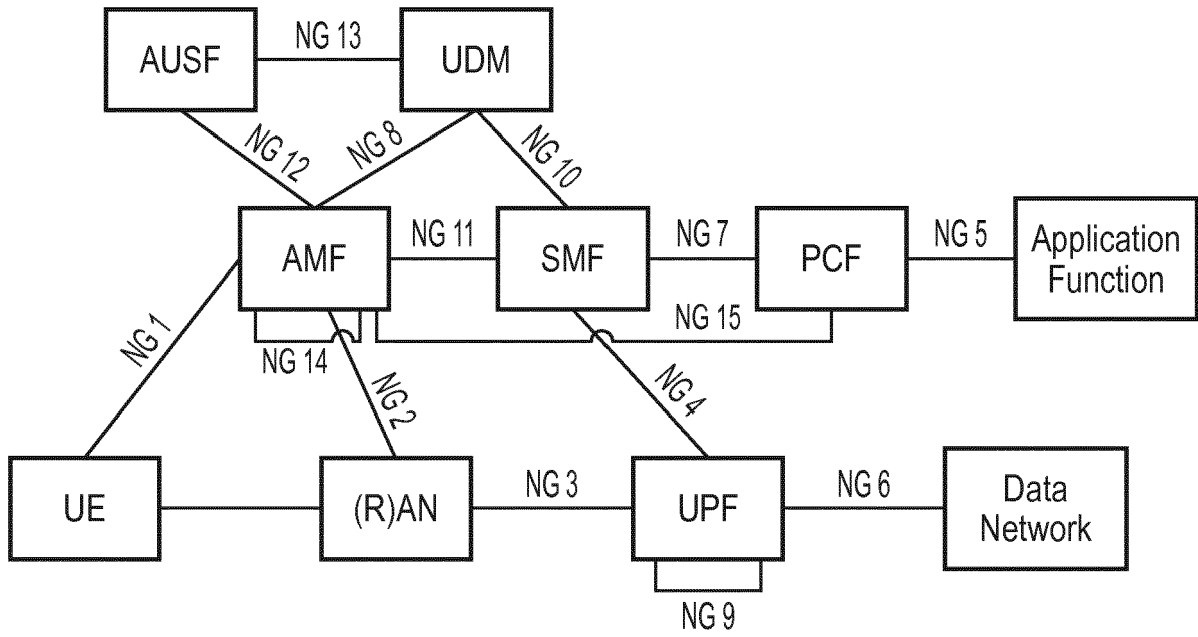 AUSF
NG 13
UDM
NG 12
NG 8
NG 10
AMF
NG 11
SMF
NG 7
PCF
NG 5
Application
Function
NG 1
NG 14
NG 2
NG 15
NG 4
UE
(R)AN
NG 3
UPF
NG 6
Data
Network
NG 9